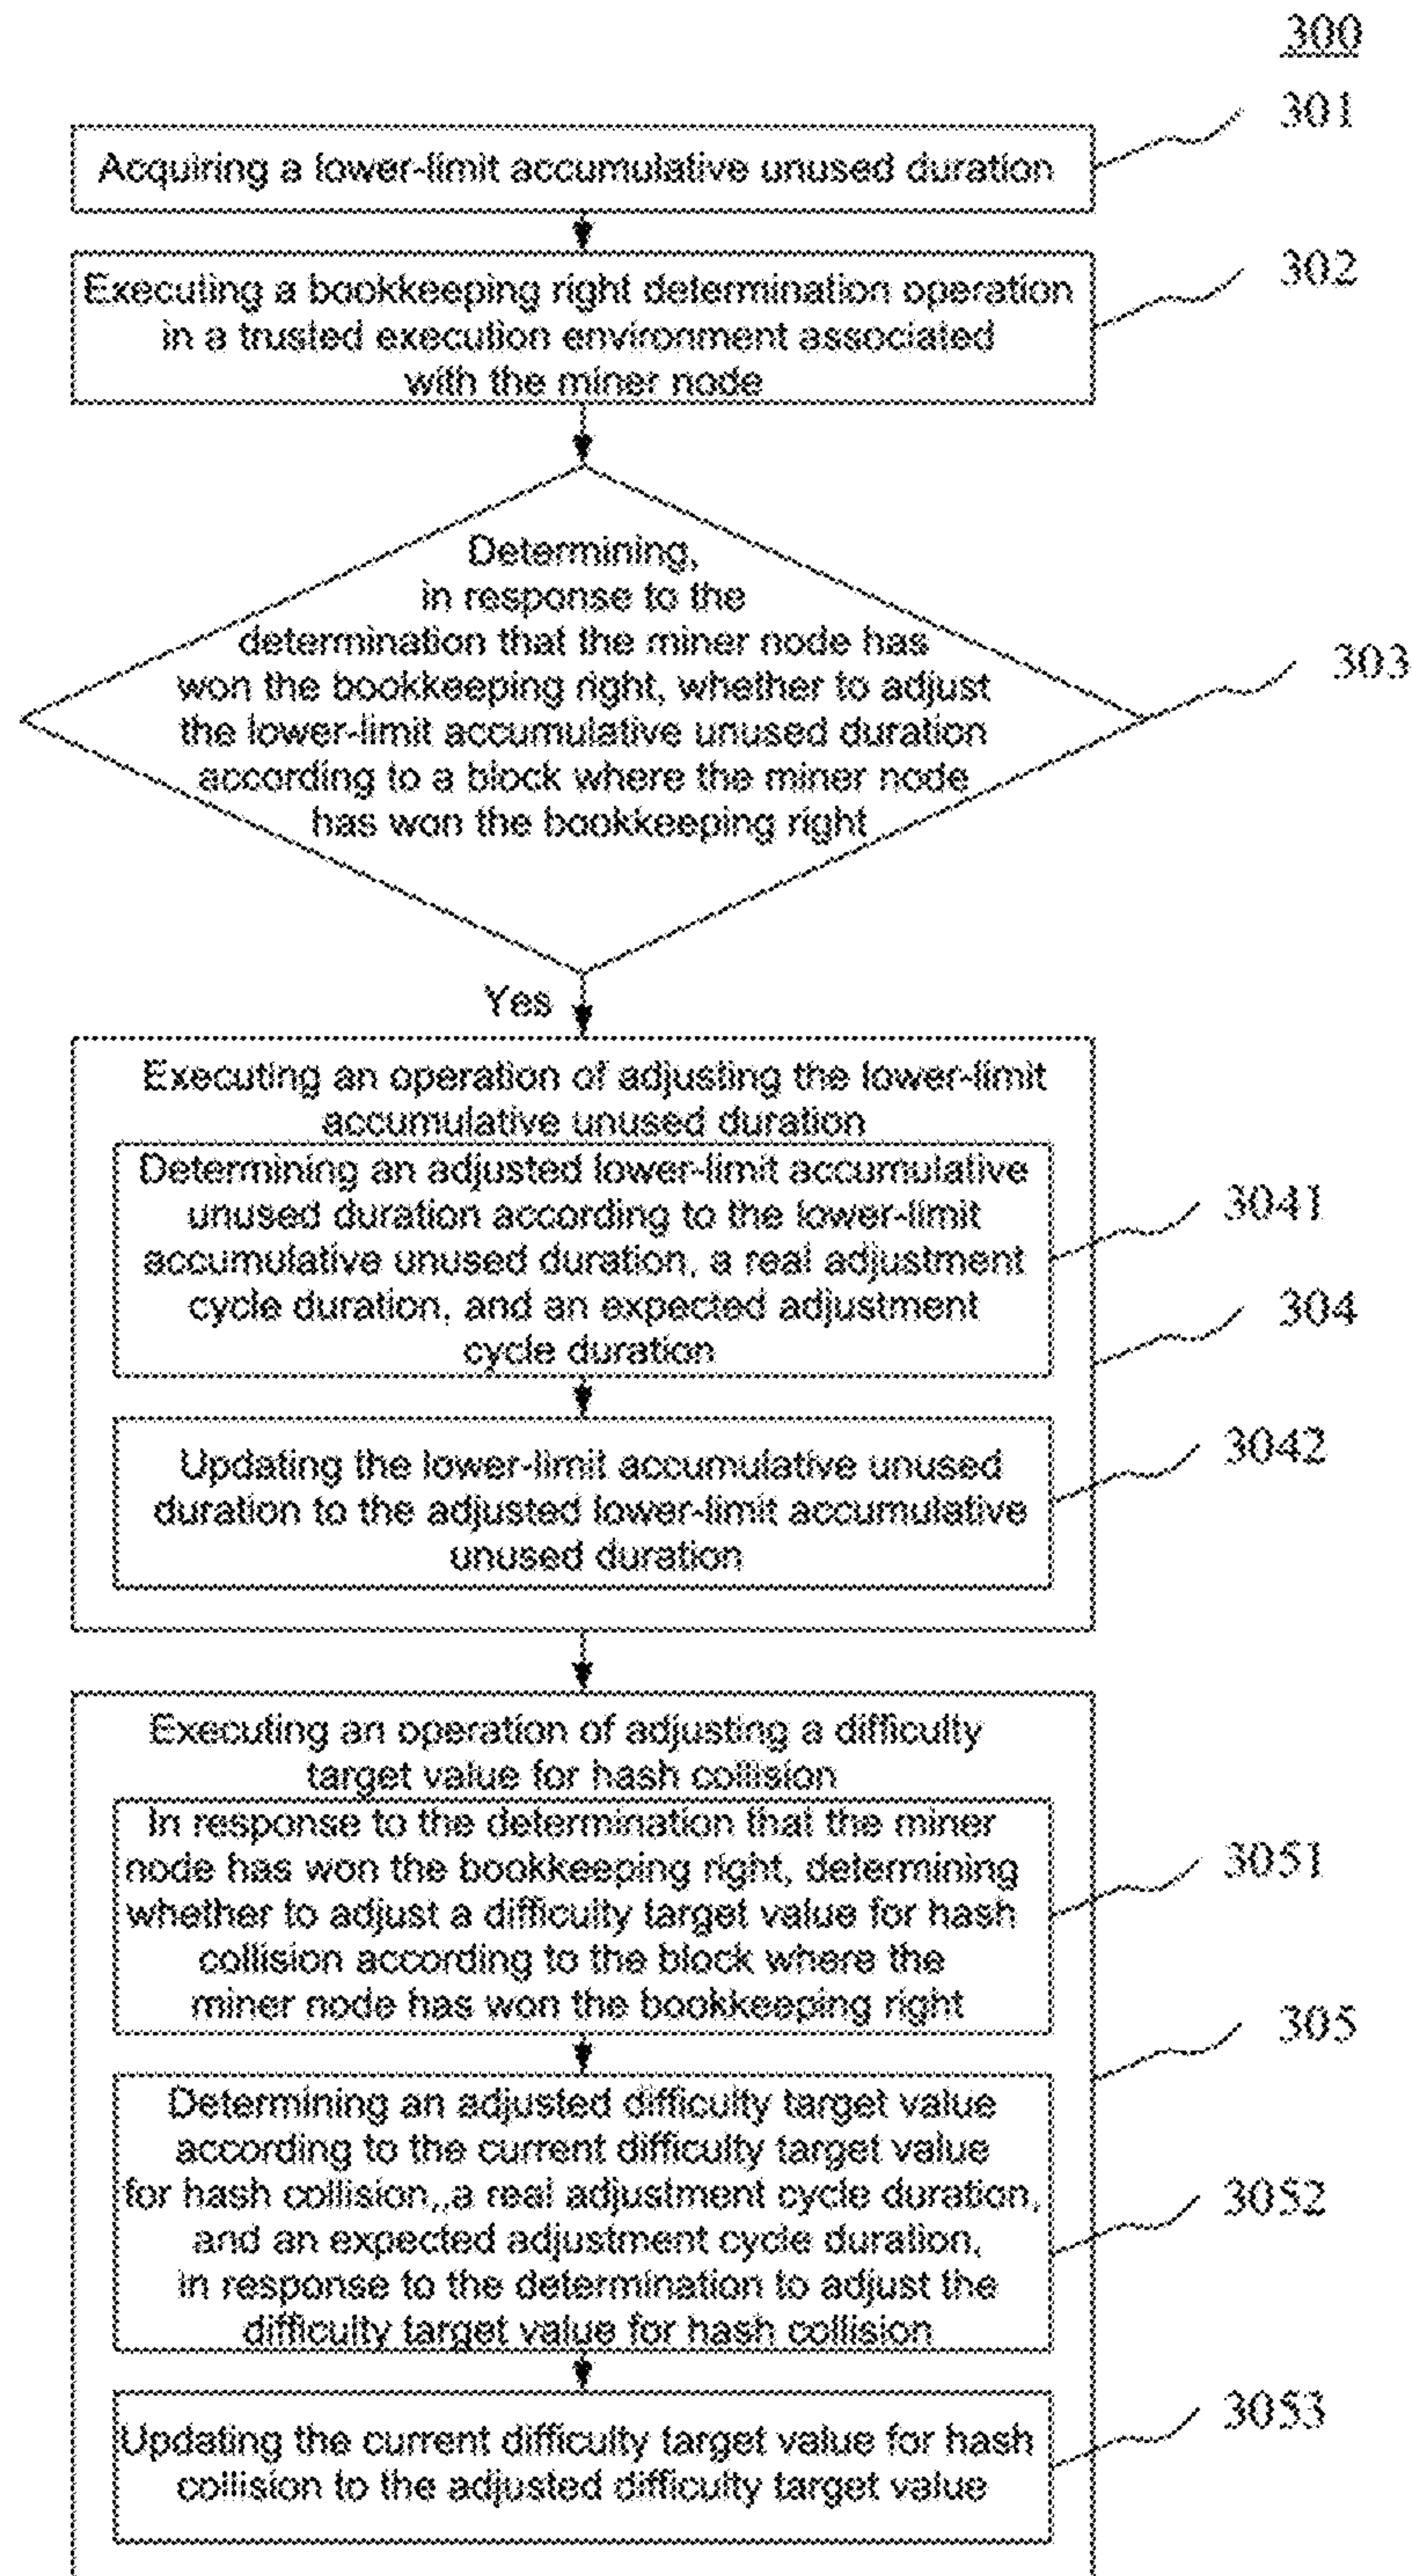 300
301
Acquiring a lower-limit accumulative unused duration
302
Executing a bookkeeping right determination operation
in a trusted execution environment associated
with the miner node
Determining,
in response to the
determination that the miner node has
won the bookkeeping right, whether to adjust
the lower-limit accumulative unused duration
according to a block where the miner node
has won the bookkeeping right
303
Yes
Executing an operation of adjusting the lower-limit
accumulative unused duration
Determining an adjusted lower-limit accumulative
unused duration according to the lower-limit
accumulative unused duration, a real adjustment
cycle duration, and an expected adjustment
cycle duration
3041
304
Updating the lower-limit accumulative unused
duration to the adjusted lower-limit accumulative
unused duration
3042
Executing an operation of adjusting a difficulty
target value for hash collision
In response to the determination that the miner
node has won the bookkeeping right, determining
whether to adjust a difficulty target value for hash
collision according to the block where the
miner node has won the bookkeeping right
3051
305
Determining an adjusted difficulty target value
according to the current difficulty target value
for hash collision,,a real adjustment cycle duration,
and an expected adjustment cycle duration,
in response to the determination to adjust the
difficulty target value for hash collision
3052
Updating the current difficulty target value for hash
collision to the adjusted difficulty target value
3053